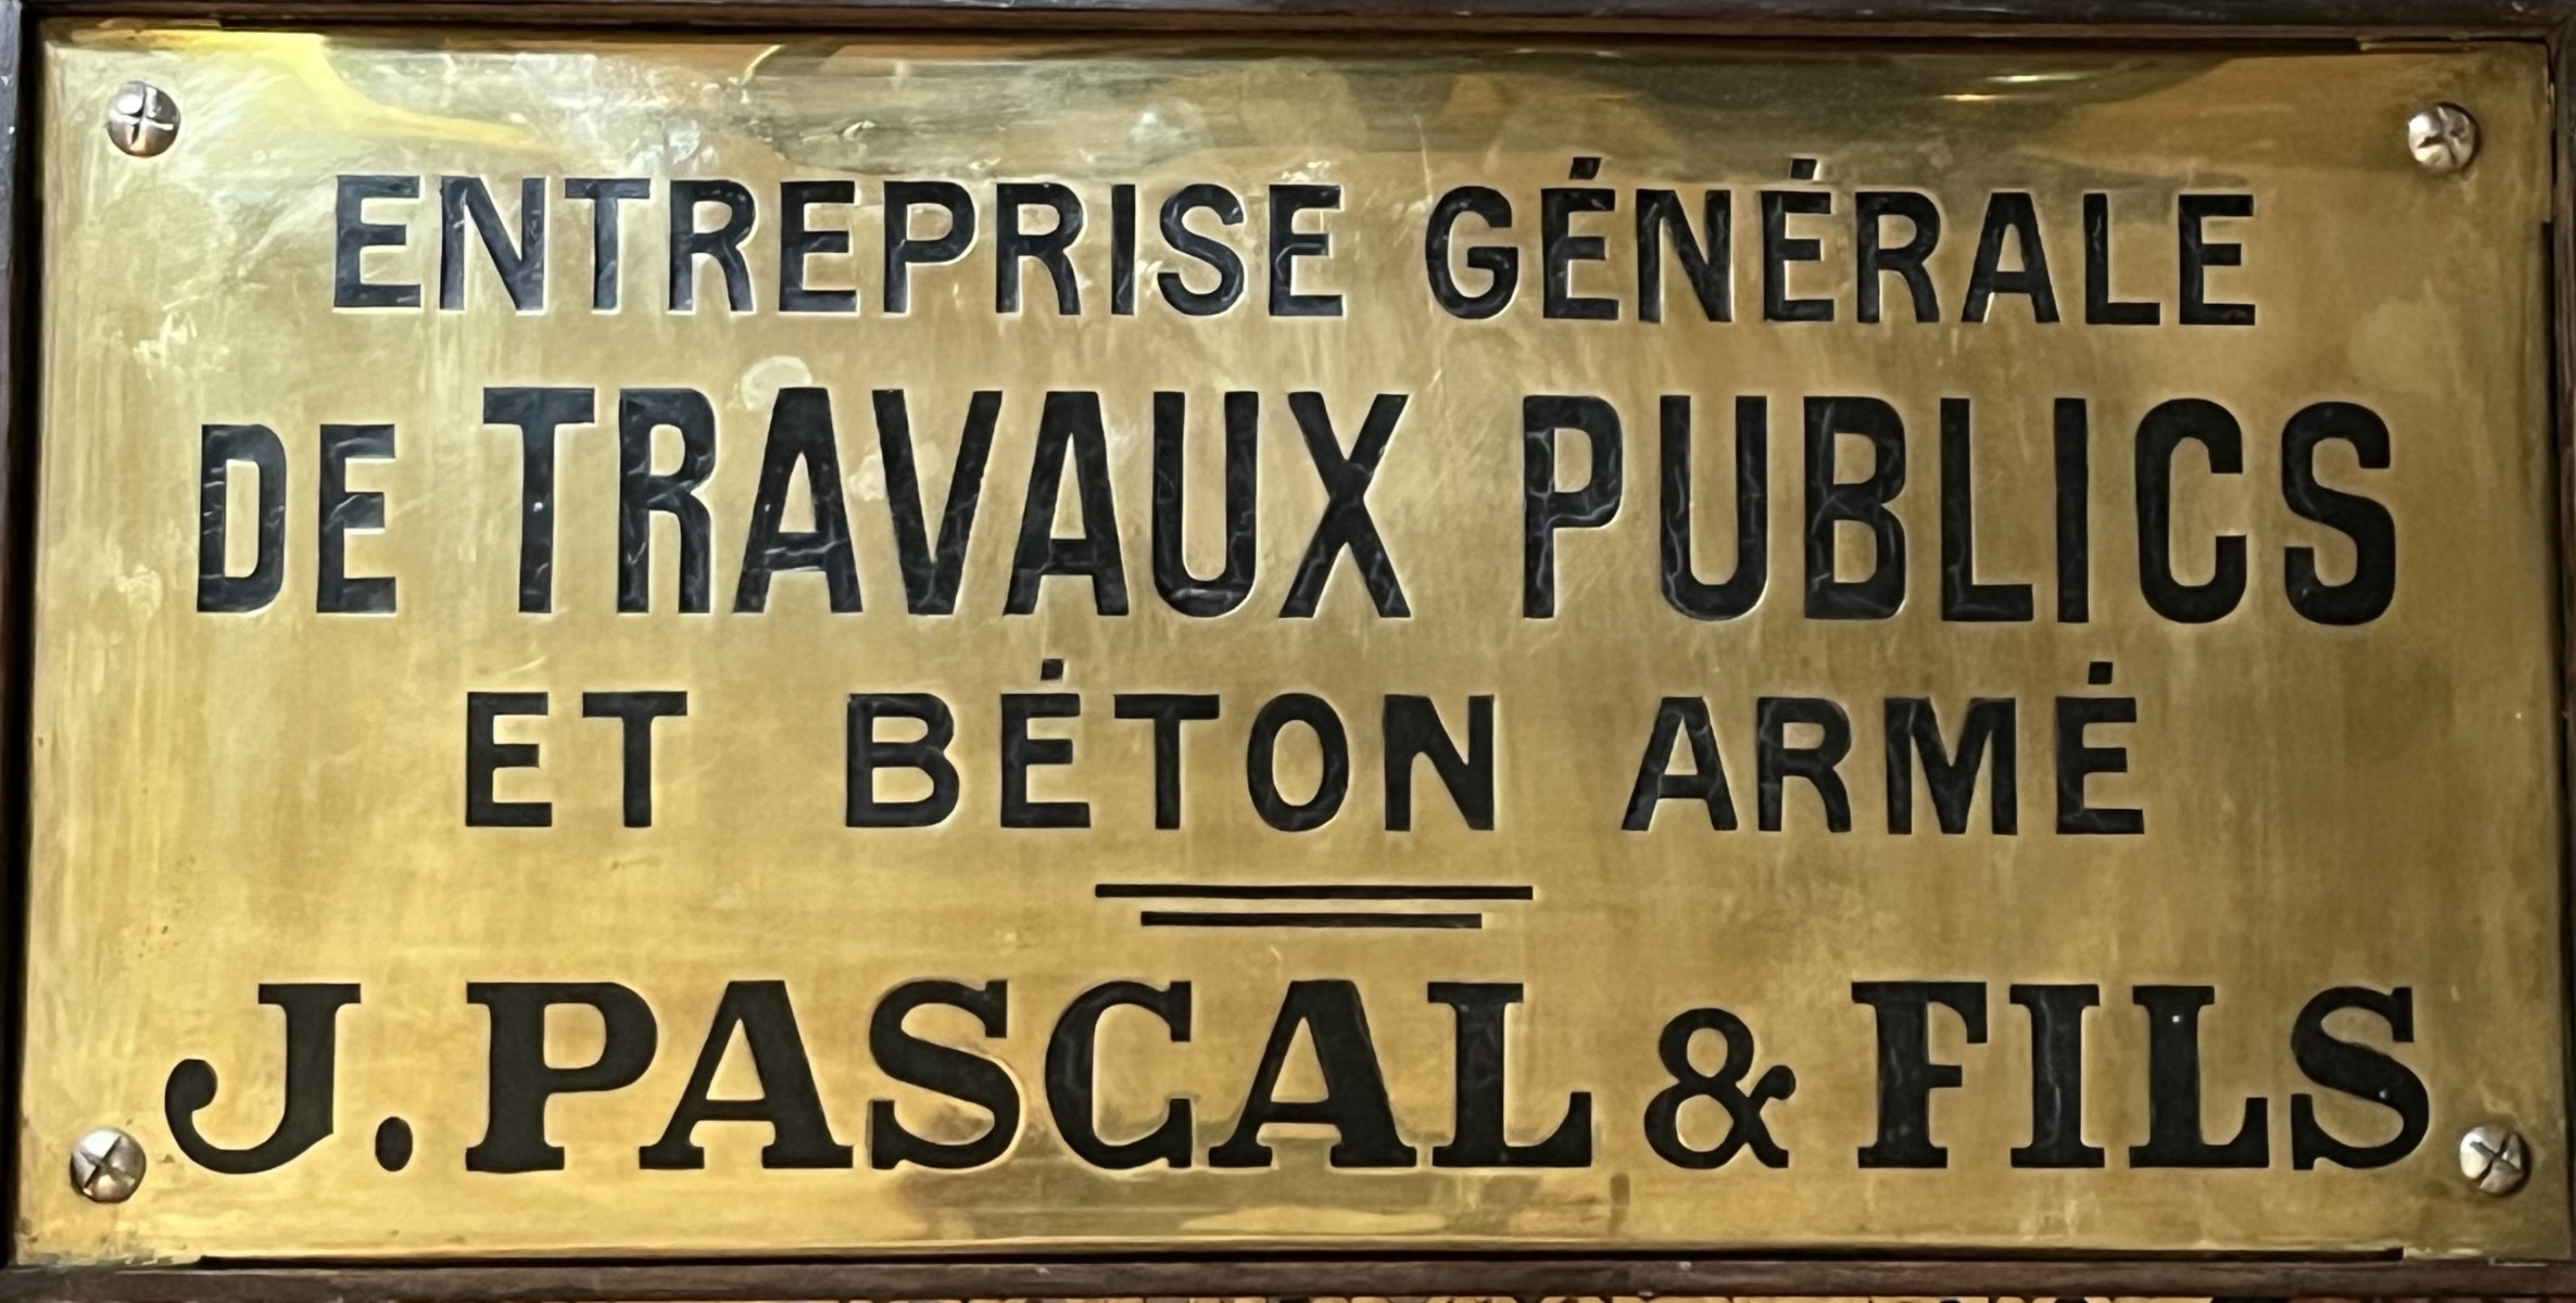 ENTREPRISE GÉNÉRALE
DE TRAVAUX PUBLICS
ET BÉTON ARMÉ
J. PASCAL & FILS